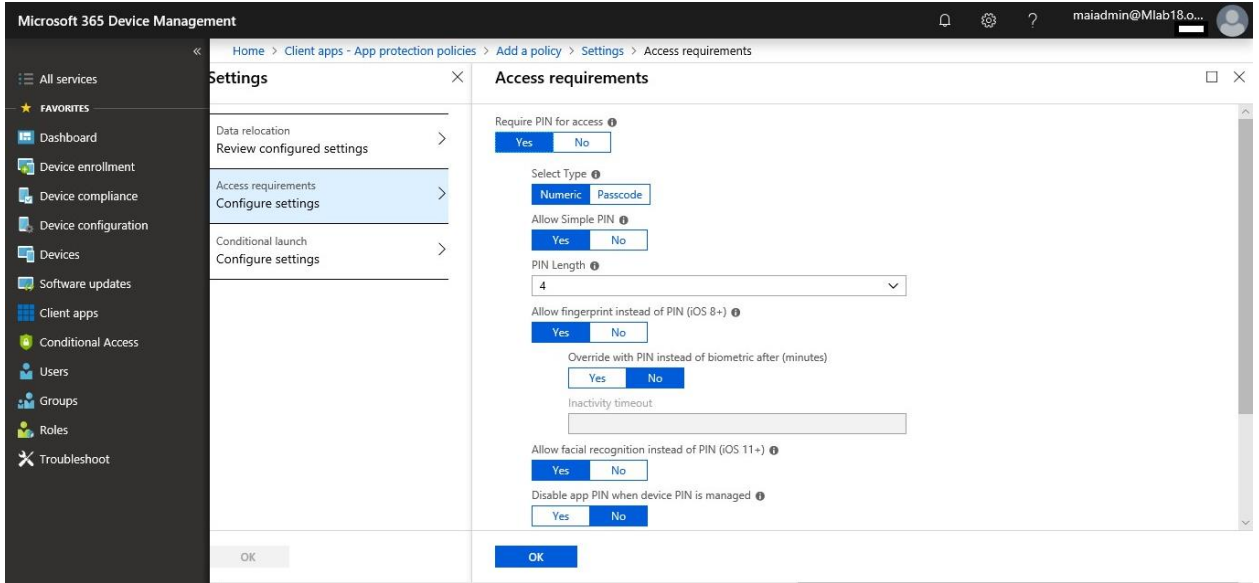 Microsoft 365 Device Management
maiadmin@Mlab18.o...
Home > Client apps - App protection policies > Add a policy > Settings > Access requirements
All services
FAVORITES
Dashboard
Device enrollment
Device compliance
Device configuration
Devices
Software updates
Client apps
Conditional Access
Users
Groups
Roles
Troubleshoot
Settings
Data relocation
Review configured settings
Access requirements
Configure settings
Conditional launch
Configure settings
OK
Access requirements
Require PIN for access
Yes No
Select Type
Numeric Passcode
Allow Simple PIN
Yes No
PIN Length
4
Allow fingerprint instead of PIN (iOS 8+)
Yes No
Override with PIN instead of biometric after (minutes)
Yes No
Inactivity timeout
Allow facial recognition instead of PIN (iOS 11+)
Yes No
Disable app PIN when device PIN is managed
Yes No
OK